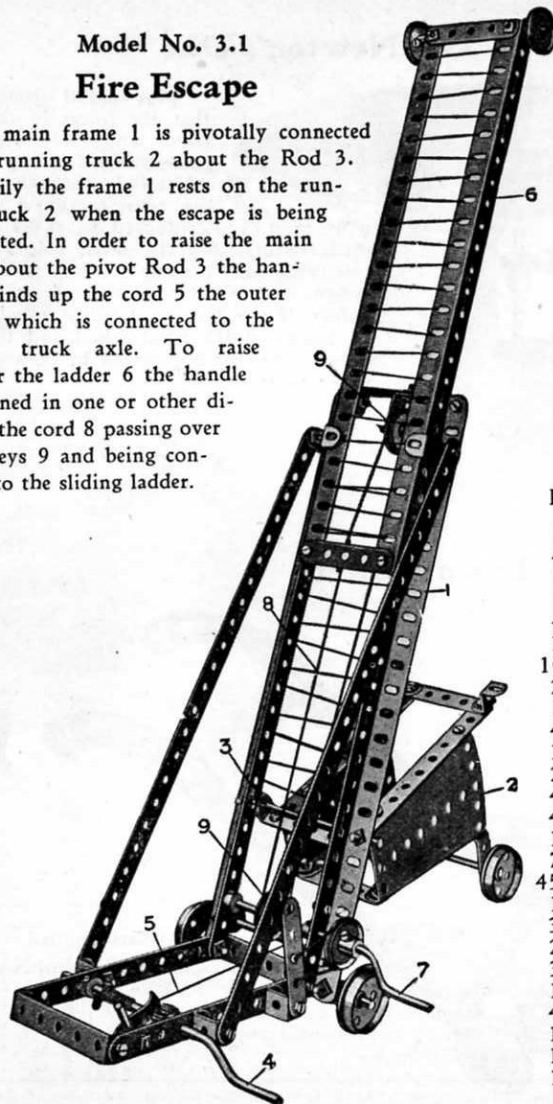 Model No. 3.1
Fire Escape
main frame 1 is pivotally connected
running truck 2 about the Rod 3.
ily the frame 1 rests on the run-
uck 2 when the escape is being
ted. In order to raise the main
bout the pivot Rod 3 the han-
inds up the cord 5 the outer
which is connected to the
truck axle. To raise
r the ladder 6 the handle
ned in one or other di-
the cord 8 passing over
eys 9 and being con-
to the sliding ladder.
6
9
1
8
1
3
2
9
4
5
7
4